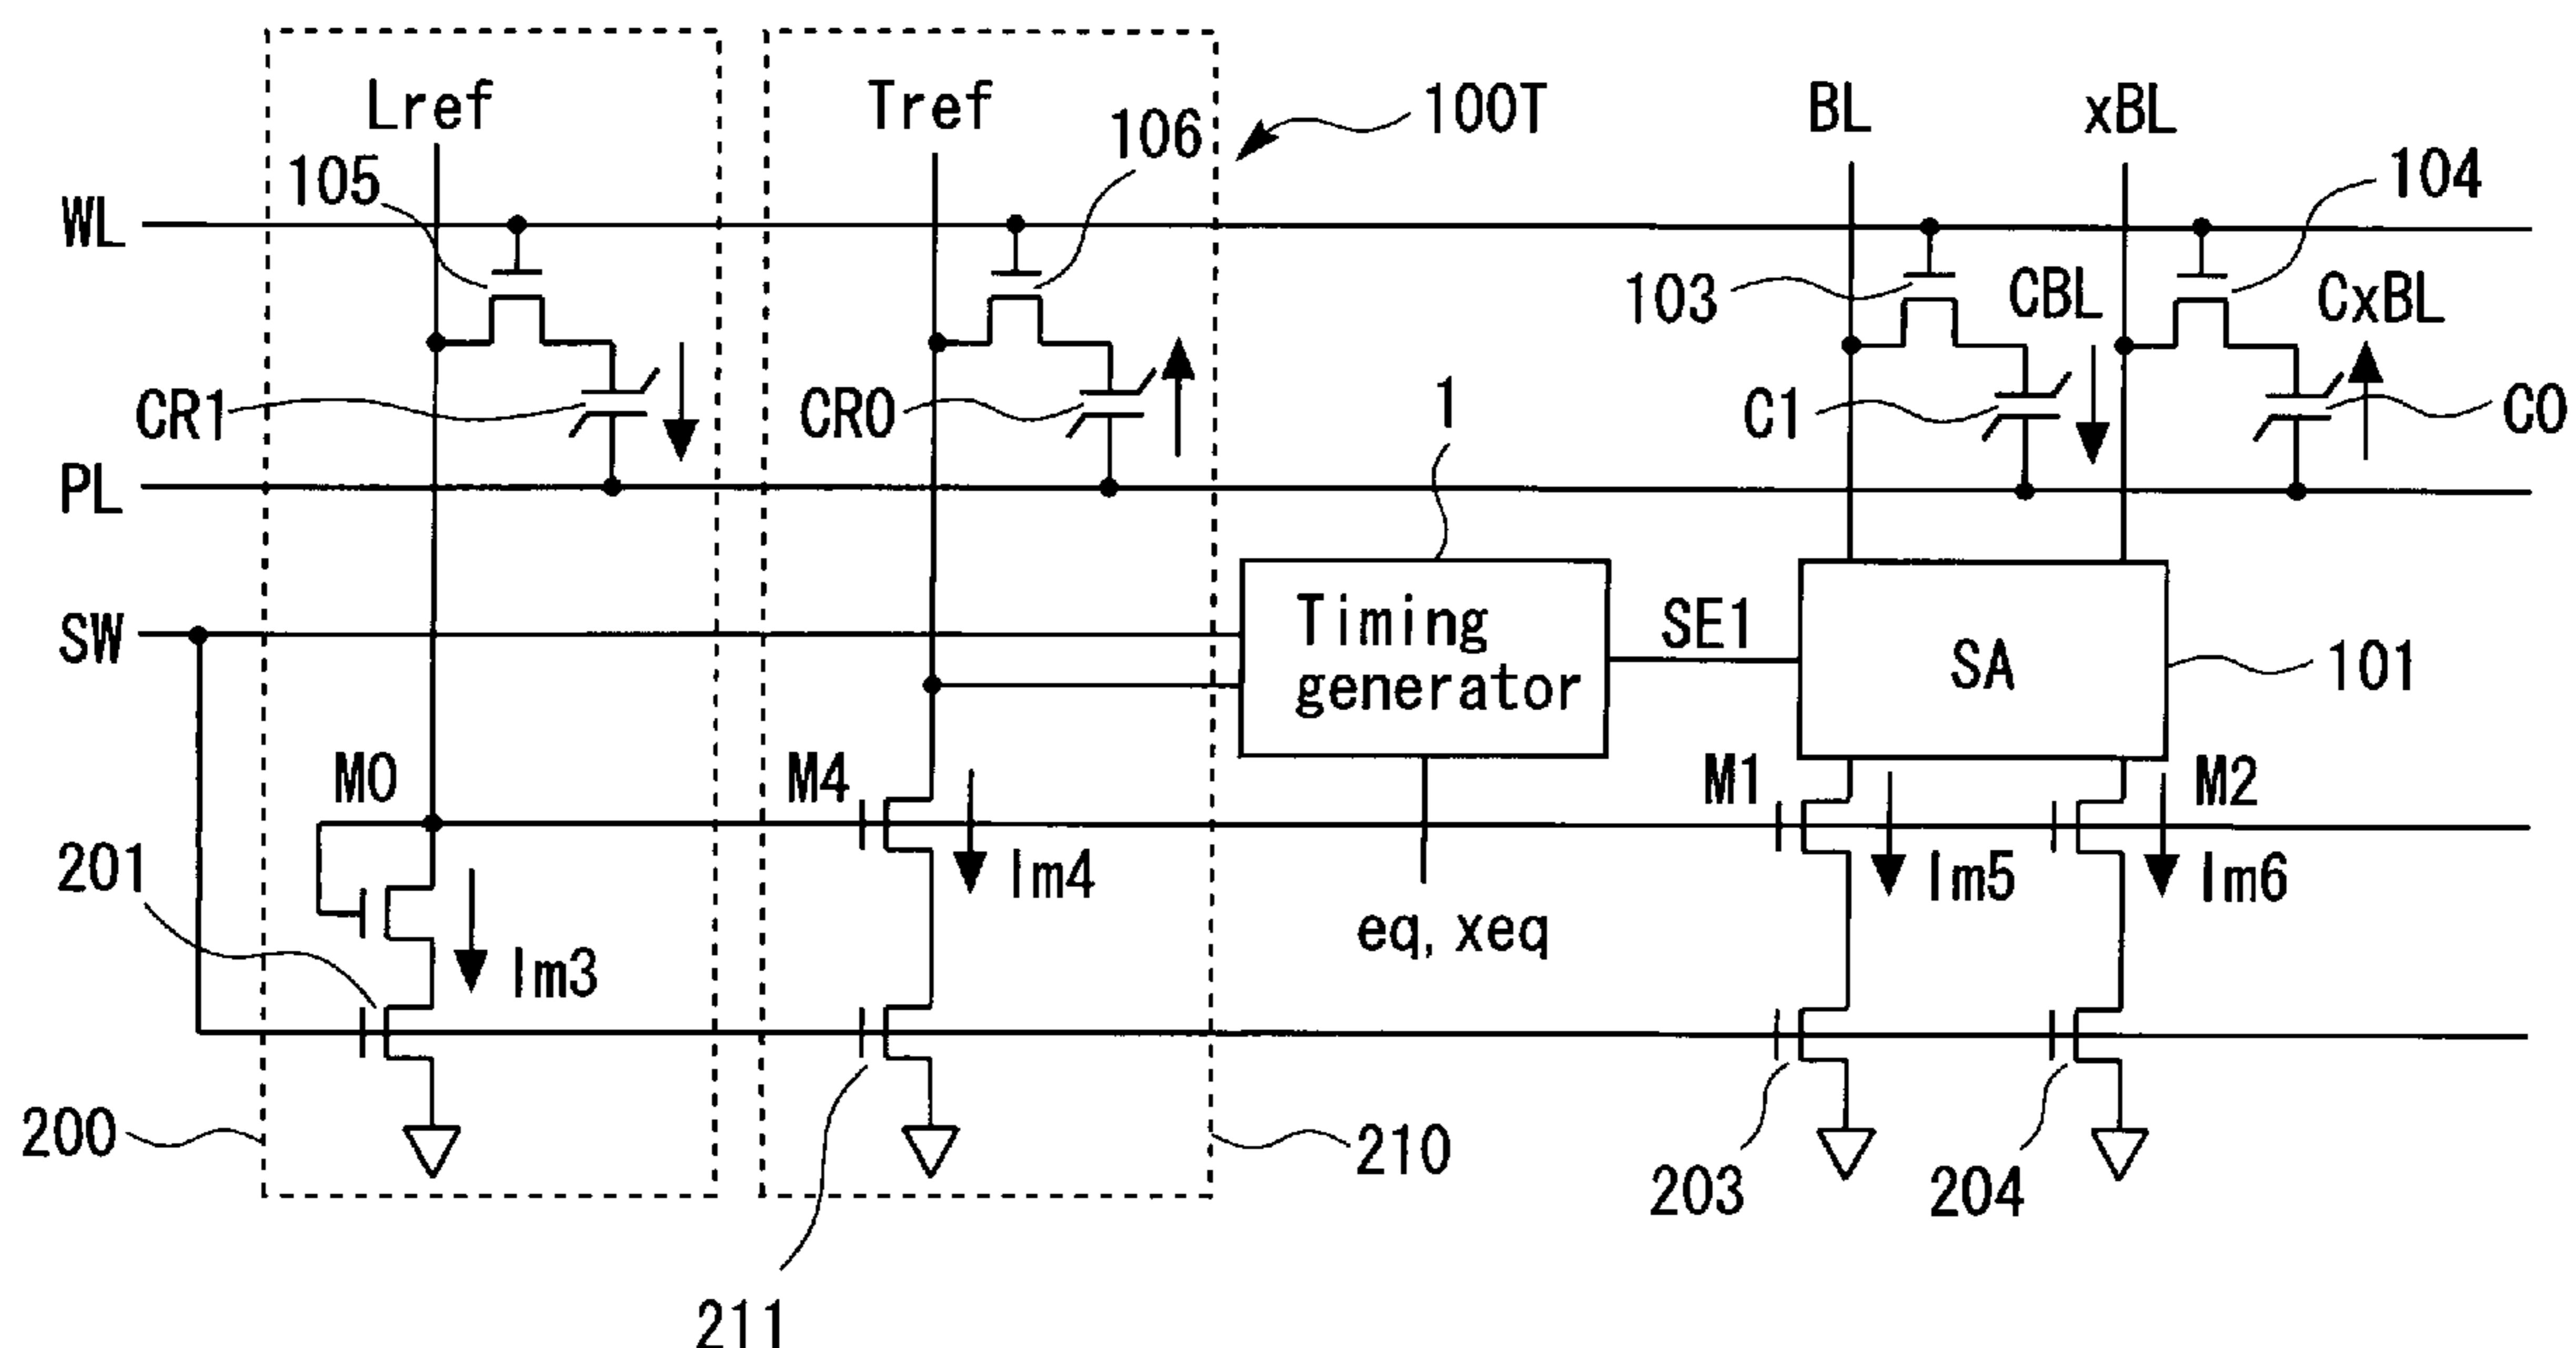 Lref
Tref
106
100T
BL
xBL
105
104
WL
103
CBL
CxBL
CR1
CR0
1
C1
C0
PL
SW
Timing
generator
SE1
SA
101
M0
M4
M1
M2
201
Im4
Im5
Im6
eq, xeq
Im3
200
210
203
204
211